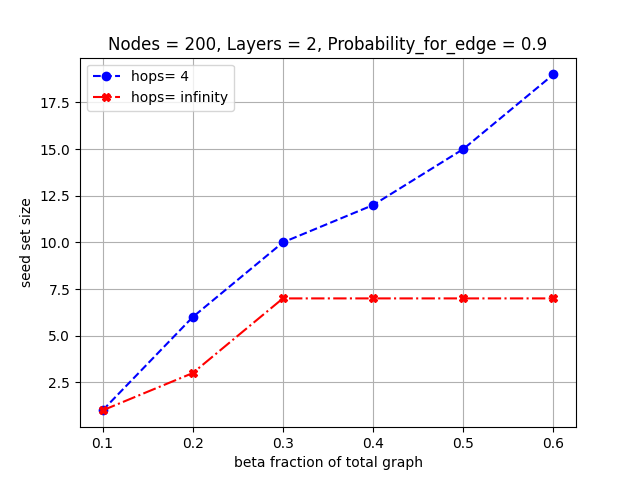 Nodes = 200, Layers = 2, Probability_for_edge = 0.9
hops= 4
hops= infinity
17.5
15.0
12.5
10.0
7.5
5.0
2.5
seed set size
0.1 0.2 0.3 0.4 0.5 0.6
beta fraction of total graph